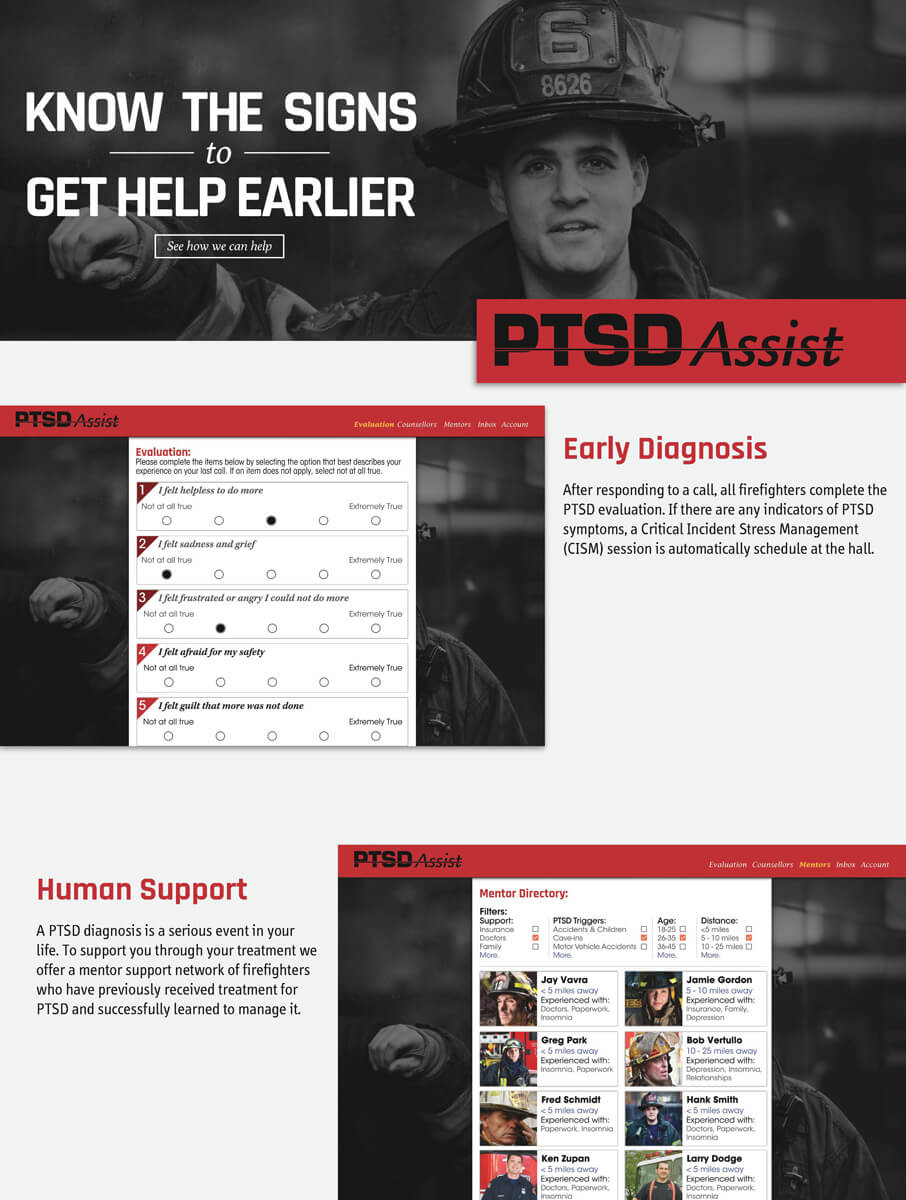 6
8626
KNOW THE SIGNS
to
GET HELP EARLIER
See how we can help
PTSD Assist
PTSD Assist
Evaluation Counsellors Mentors Inbox Account
Evaluation:
Please complete the items below by selecting the option that best describes your
experience on your last call. If an item does not apply, select not at all true.
1 I felt helpless to do more
Not at all true Extremely True
2 I felt sadness and grief
Not at all true Extremely True
3 I felt frustrated or angry I could not do more
Not at all true Extremely True
4 I felt afraid for my safety
Not at all true Extremely True
5 I felt guilt that more was not done
Not at all true Extremely True
Early Diagnosis
After responding to a call, all firefighters complete the
PTSD evaluation. If there are any indicators of PTSD
symptoms, a Critical Incident Stress Management
(CISM) session is automatically schedule at the hall.
Human Support
A PTSD diagnosis is a serious event in your
life. To support you through your treatment we
offer a mentor support network of firefighters
who have previously received treatment for
PTSD and successfully learned to manage it.
PTSD Assist
Evaluation Counsellors Mentors Inbox Account
Mentor Directory:
Filters:
Support: PTSD Triggers: Age: Distance:
Insurance Accidents & Children 18-25 <5 miles
Doctors Cave-ins 26-35 5 - 10 miles
Family Motor Vehicle Accidents 36-45 10 - 25 miles
More. More. More. More.
Jay Vavra
< 5 miles away
Experienced with:
Doctors, Paperwork,
Insomnia
Jamie Gordon
5 - 10 miles away
Experienced with:
Insurance, Family,
Depression
Greg Park
< 5 miles away
Experienced with:
Insomnia, Paperwork
Bob Vertullo
10 - 25 miles away
Experienced with:
Depression, Insomnia,
Relationships
Fred Schmidt
< 5 miles away
Experienced with:
Paperwork, Insomnia
Hank Smith
< 5 miles away
Experienced with:
Doctors, Paperwork,
Insomnia
Ken Zupan
< 5 miles away
Experienced with:
Doctors, Paperwork,
Insomnia
Larry Dodge
< 5 miles away
Experienced with:
Doctors, Paperwork,
Insomnia